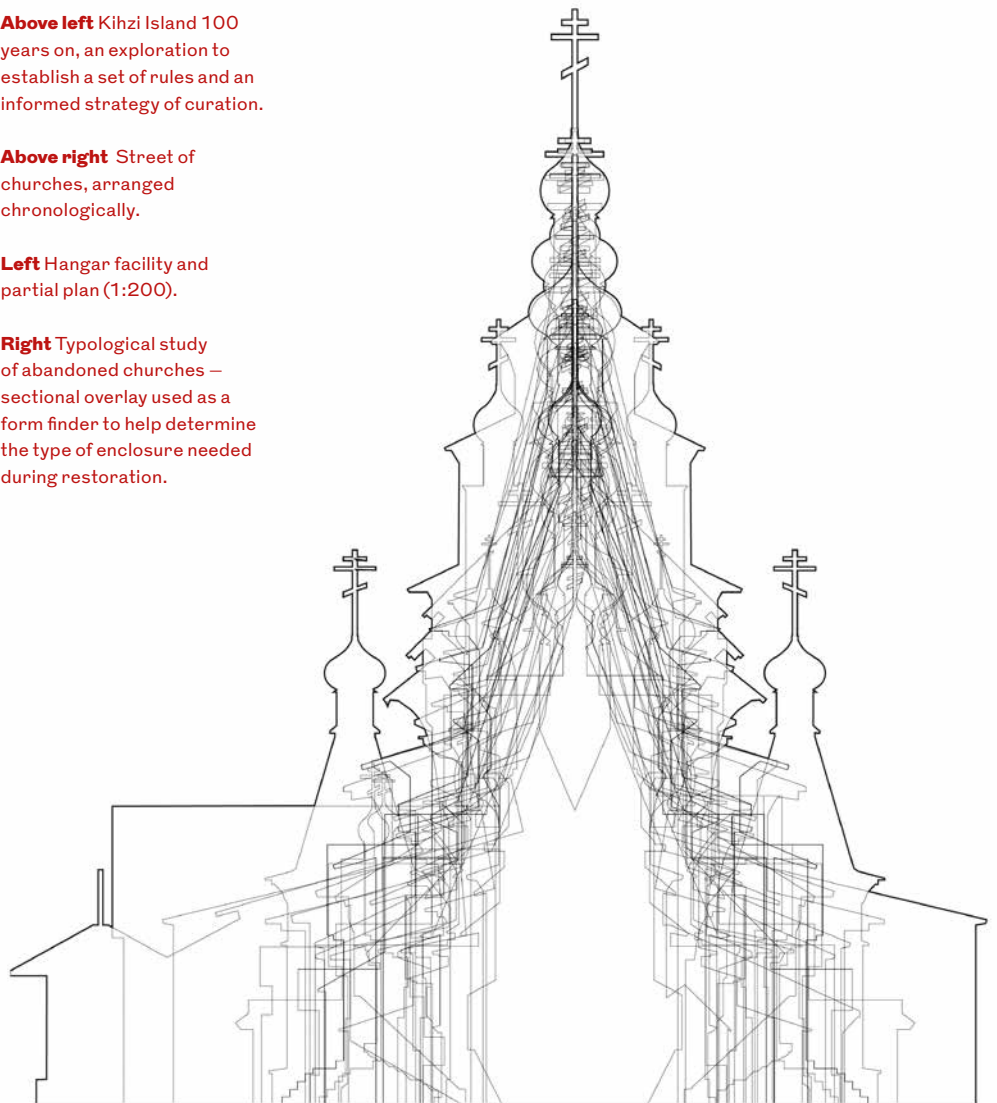 Above left Kihzi Island 100
years on, an exploration to
establish a set of rules and an
informed strategy of curation.
Above right Street of
churches, arranged
chronologically.
Left Hangar facility and
partial plan (1:200).
Right Typological study
of abandoned churches –
sectional overlay used as a
form finder to help determine
the type of enclosure needed
during restoration.